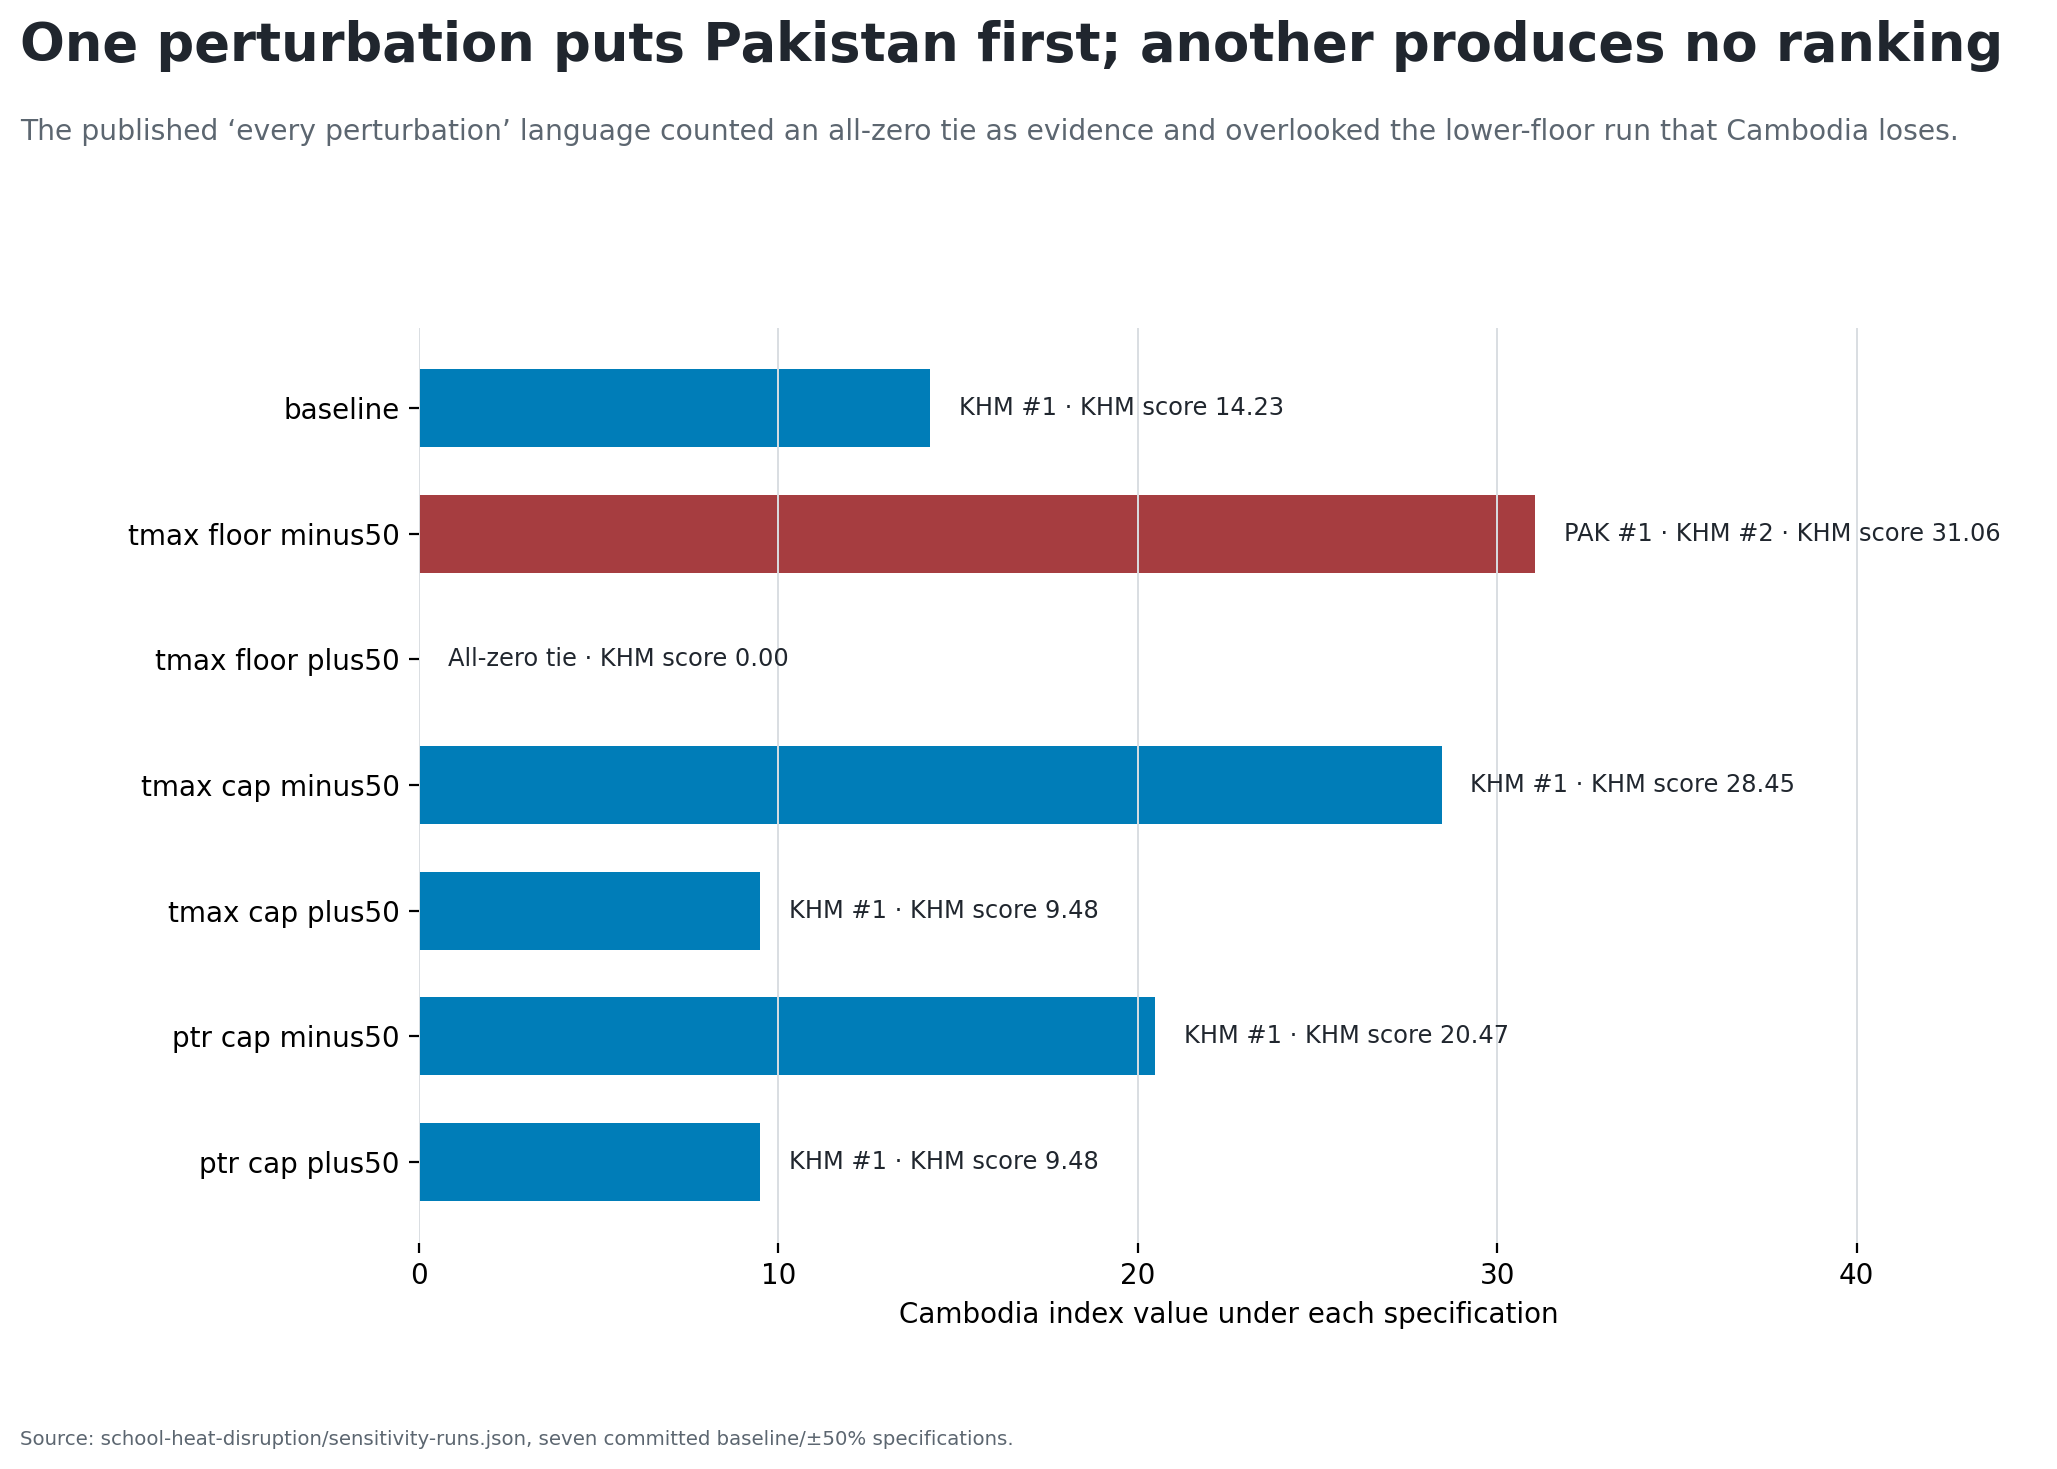 One perturbation puts Pakistan first; another produces no ranking
The published ‘every perturbation’ language counted an all-zero tie as evidence and overlooked the lower-floor run that Cambodia loses.
baseline
KHM #1 · KHM score 14.23
tmax floor minus50
PAK #1 · KHM #2 · KHM score 31.06
tmax floor plus50
All-zero tie · KHM score 0.00
tmax cap minus50
KHM #1 · KHM score 28.45
tmax cap plus50
KHM #1 · KHM score 9.48
ptr cap minus50
KHM #1 · KHM score 20.47
ptr cap plus50
KHM #1 · KHM score 9.48
0 10 20 30 40
Cambodia index value under each specification
Source: school-heat-disruption/sensitivity-runs.json, seven committed baseline/±50% specifications.